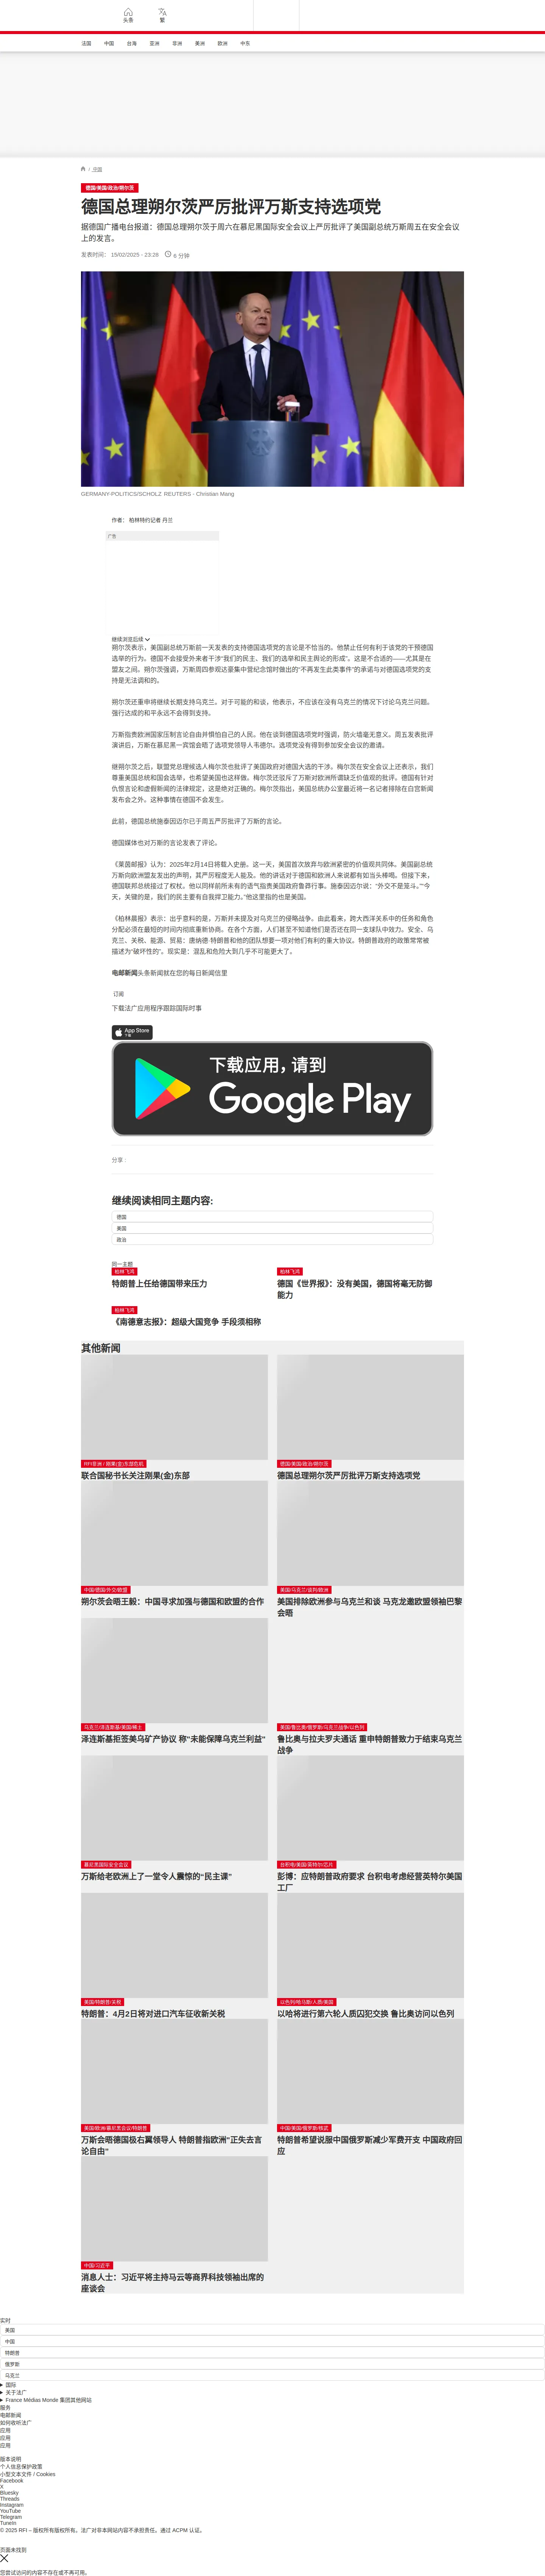 头条
繁
法国
中国
台海
亚洲
非洲
美洲
欧洲
中东
/ 中国
德国/美国/政治/朔尔茨
德国总理朔尔茨严厉批评万斯支持选项党
据德国广播电台报道：德国总理朔尔茨于周六在慕尼黑国际安全会议上严厉批评了美国副总统万斯周五在安全会议
上的发言。
发表时间： 15/02/2025 - 23:28
6 分钟
GERMANY-POLITICS/SCHOLZ REUTERS - Christian Mang
作者： 柏林特约记者 丹兰
广告
继续浏览后续
朔尔茨表示，美国副总统万斯前一天发表的支持德国选项党的言论是不恰当的。他禁止任何有利于该党的干预德国
选举的行为。德国不会接受外来者干涉“我们的民主、我们的选举和民主舆论的形成”。这是不合适的——尤其是在
盟友之间。朔尔茨强调，万斯周四参观达豪集中营纪念馆时做出的“不再发生此类事件”的承诺与对德国选项党的支
持是无法调和的。
朔尔茨还重申将继续长期支持乌克兰。对于可能的和谈，他表示，不应该在没有乌克兰的情况下讨论乌克兰问题。
强行达成的和平永远不会得到支持。
万斯指责欧洲国家压制言论自由并惧怕自己的人民。他在谈到德国选项党时强调，防火墙毫无意义。周五发表批评
演讲后，万斯在慕尼黑一宾馆会晤了选项党领导人韦德尔。选项党没有得到参加安全会议的邀请。
继朔尔茨之后，联盟党总理候选人梅尔茨也批评了美国政府对德国大选的干涉。梅尔茨在安全会议上还表示，我们
尊重美国总统和国会选举，也希望美国也这样做。梅尔茨还驳斥了万斯对欧洲所谓缺乏价值观的批评。德国有针对
仇恨言论和虚假新闻的法律规定，这是绝对正确的。梅尔茨指出，美国总统办公室最近将一名记者排除在白宫新闻
发布会之外。这种事情在德国不会发生。
此前，德国总统施泰因迈尔已于周五严厉批评了万斯的言论。
德国媒体也对万斯的言论发表了评论。
《莱茵邮报》认为：2025年2月14日将载入史册。这一天，美国首次放弃与欧洲紧密的价值观共同体。美国副总统
万斯向欧洲盟友发出的声明，其严厉程度无人能及。他的讲话对于德国和欧洲人来说都有如当头棒喝。但接下来，
德国联邦总统接过了权杖。他以同样前所未有的语气指责美国政府鲁莽行事。施泰因迈尔说：“外交不是复斗。”“今
天，关键的是，我们的民主要有自我捍卫能力。”他这里指的也是美国。
《柏林晨报》表示：出乎意料的是，万斯并未提及对乌克兰的侵略战争。由此看来，跨大西洋关系中的任务和角色
分配必须在最短的时间内彻底重新协商。在各个方面，人们甚至不知道他们是否还在同一支球队中效力。安全、乌
克兰、关税、能源、贸易：唐纳德·特朗普和他的团队想要一项对他们有利的重大协议。特朗普政府的政策常常被
描述为“破坏性的”。现实是：混乱和危险大到几乎不可能更大了。
电邮新闻头条新闻就在您的每日新闻信里
订阅
下载法广应用程序跟踪国际时事
App Store
下载应用，请到
Google Play
分享 :
继续阅读相同主题内容:
德国
美国
政治
同一主题
柏林飞鸿
特朗普上任给德国带来压力
柏林飞鸿
德国《世界报》：没有美国，德国将毫无防御
能力
柏林飞鸿
《南德意志报》：超级大国竞争 手段须相称
其他新闻
RFI非洲 / 刚果(金)东部危机
联合国秘书长关注刚果(金)东部
德国/美国/政治/朔尔茨
德国总理朔尔茨严厉批评万斯支持选项党
中国/德国/外交/欧盟
朔尔茨会晤王毅：中国寻求加强与德国和欧盟的合作
美国/乌克兰/谈判/欧洲
美国排除欧洲参与乌克兰和谈 马克龙邀欧盟领袖巴黎
会晤
乌克兰/泽连斯基/美国/稀土
泽连斯基拒签美乌矿产协议 称"未能保障乌克兰利益"
美国/鲁比奥/俄罗斯/乌克兰战争/以色列
鲁比奥与拉夫罗夫通话 重申特朗普致力于结束乌克兰
战争
慕尼黑国际安全会议
万斯给老欧洲上了一堂令人震惊的“民主课”
台积电/美国/英特尔/芯片
彭博：应特朗普政府要求 台积电考虑经营英特尔美国
工厂
美国/特朗普/关税
特朗普：4月2日将对进口汽车征收新关税
以色列/哈马斯/人质/美国
以哈将进行第六轮人质囚犯交换 鲁比奥访问以色列
美国/欧洲/慕尼黑会议/特朗普
万斯会晤德国极右翼领导人 特朗普指欧洲"正失去言
论自由"
中国/美国/俄罗斯/核武
特朗普希望说服中国俄罗斯减少军费开支 中国政府回
应
中国/习近平
消息人士：习近平将主持马云等商界科技领袖出席的
座谈会
实时
美国
中国
特朗普
俄罗斯
乌克兰
国际
关于法广
France Médias Monde 集团其他网站
服务
电邮新闻
如何收听法广
应用
应用
应用
版本说明
个人信息保护政策
小型文本文件 / Cookies
Facebook
X
Bluesky
Threads
Instagram
YouTube
Telegram
TuneIn
© 2025 RFI – 版权所有版权所有。法广对非本网站内容不承担责任。通过 ACPM 认证。
页面未找到
您尝试访问的内容不存在或不再可用。